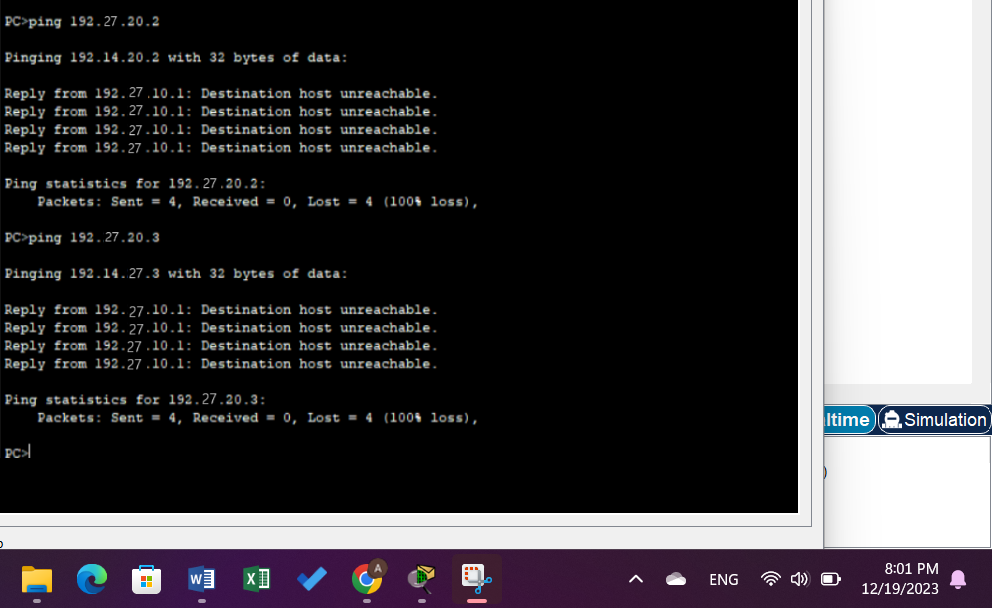 PC>ping 192.27.20.2
Pinging 192.14.20.2 with 32 bytes of data:
Reply from 192.27.10.1: Destination host unreachable.
Reply from 192.27.10.1: Destination host unreachable.
Reply from 192.27.10.1: Destination host unreachable.
Reply from 192.27.10.1: Destination host unreachable.
Ping statistics for 192.27.20.2:
Packets: Sent = 4, Received = 0, Lost = 4 (100% loss),
PC>ping 192.27.20.3
Pinging 192.14.27.3 with 32 bytes of data:
Reply from 192.27.10.1: Destination host unreachable.
Reply from 192.27.10.1: Destination host unreachable.
Reply from 192.27.10.1: Destination host unreachable.
Reply from 192.27.10.1: Destination host unreachable.
Ping statistics for 192.27.20.3:
Packets: Sent = 4, Received = 0, Lost = 4 (100% loss),
ltime Simulation
PC>
)
A
ENG
8:01 PM
12/19/2023